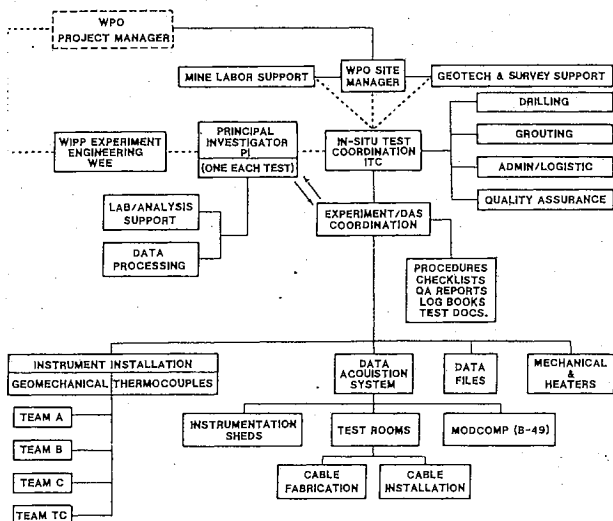 WPO
PROJECT MANAGER
MINE LABOR SUPPORT
WPO SITE
MANAGER
GEOTECH & SURVEY SUPPORT
DRILLING
GROUTING
ADMIN/LOGISTIC
QUALITY ASSURANCE
WIPP EXPERIMENT
ENGINEERING
WEE
PRINCIPAL
INVESTIGATOR
PI
(ONE EACH TEST)
IN-SITU TEST
COORDINATION
ITC
LAB/ANALYSIS
SUPPORT
DATA
PROCESSING
EXPERIMENT/DAS
COORDINATION
PROCEDURES
CHECKLISTS
QA REPORTS
LOG BOOKS
TEST DOCS.
INSTRUMENT INSTALLATION
GEOMECHANICAL THERMOCOUPLES
TEAM A
TEAM B
TEAM C
TEAM TC
DATA
ACQUISTION
SYSTEM
DATA
FILES
MECHANICAL
&
HEATERS
INSTRUMENTATION
SHEDS
TEST ROOMS
MODCOMP (B-49)
CABLE
FABRICATION
CABLE
INSTALLATION